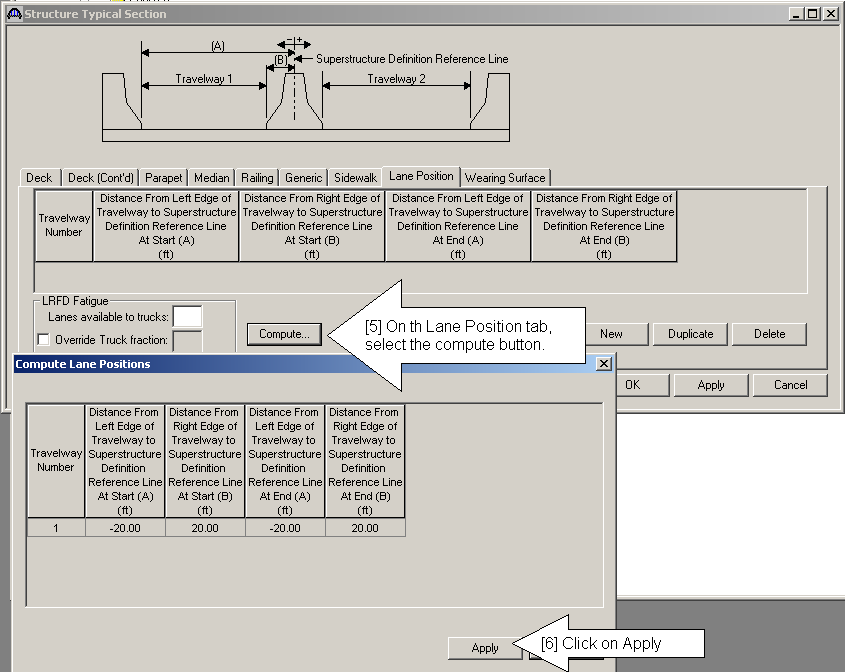 Structure Typical Section
(A)
- +
(B)
Superstructure Definition Reference Line
Travelway 1
Travelway 2
Deck Deck (Cont'd) Parapet Median Railing Generic Sidewalk Lane Position Wearing Surface
Travelway
Number
Distance From Left Edge of
Travelway to Superstructure
Definition Reference Line
At Start (A)
(ft)
Distance From Right Edge of
Travelway to Superstructure
Definition Reference Line
At Start (B)
(ft)
Distance From Left Edge of
Travelway to Superstructure
Definition Reference Line
At End (A)
(ft)
Distance From Right Edge of
Travelway to Superstructure
Definition Reference Line
At End (B)
(ft)
LRFD Fatigue
Lanes available to trucks:
Override Truck fraction:
Compute...
[5] On th Lane Position tab,
select the compute button.
New Duplicate Delete
OK Apply Cancel
Compute Lane Positions
Travelway
Number
Distance From
Left Edge of
Travelway to
Superstructure
Definition
Reference Line
At Start (A)
(ft)
Distance From
Right Edge of
Travelway to
Superstructure
Definition
Reference Line
At Start (B)
(ft)
Distance From
Left Edge of
Travelway to
Superstructure
Definition
Reference Line
At End (A)
(ft)
Distance From
Right Edge of
Travelway to
Superstructure
Definition
Reference Line
At End (B)
(ft)
1 -20.00 20.00 -20.00 20.00
Apply
[6] Click on Apply